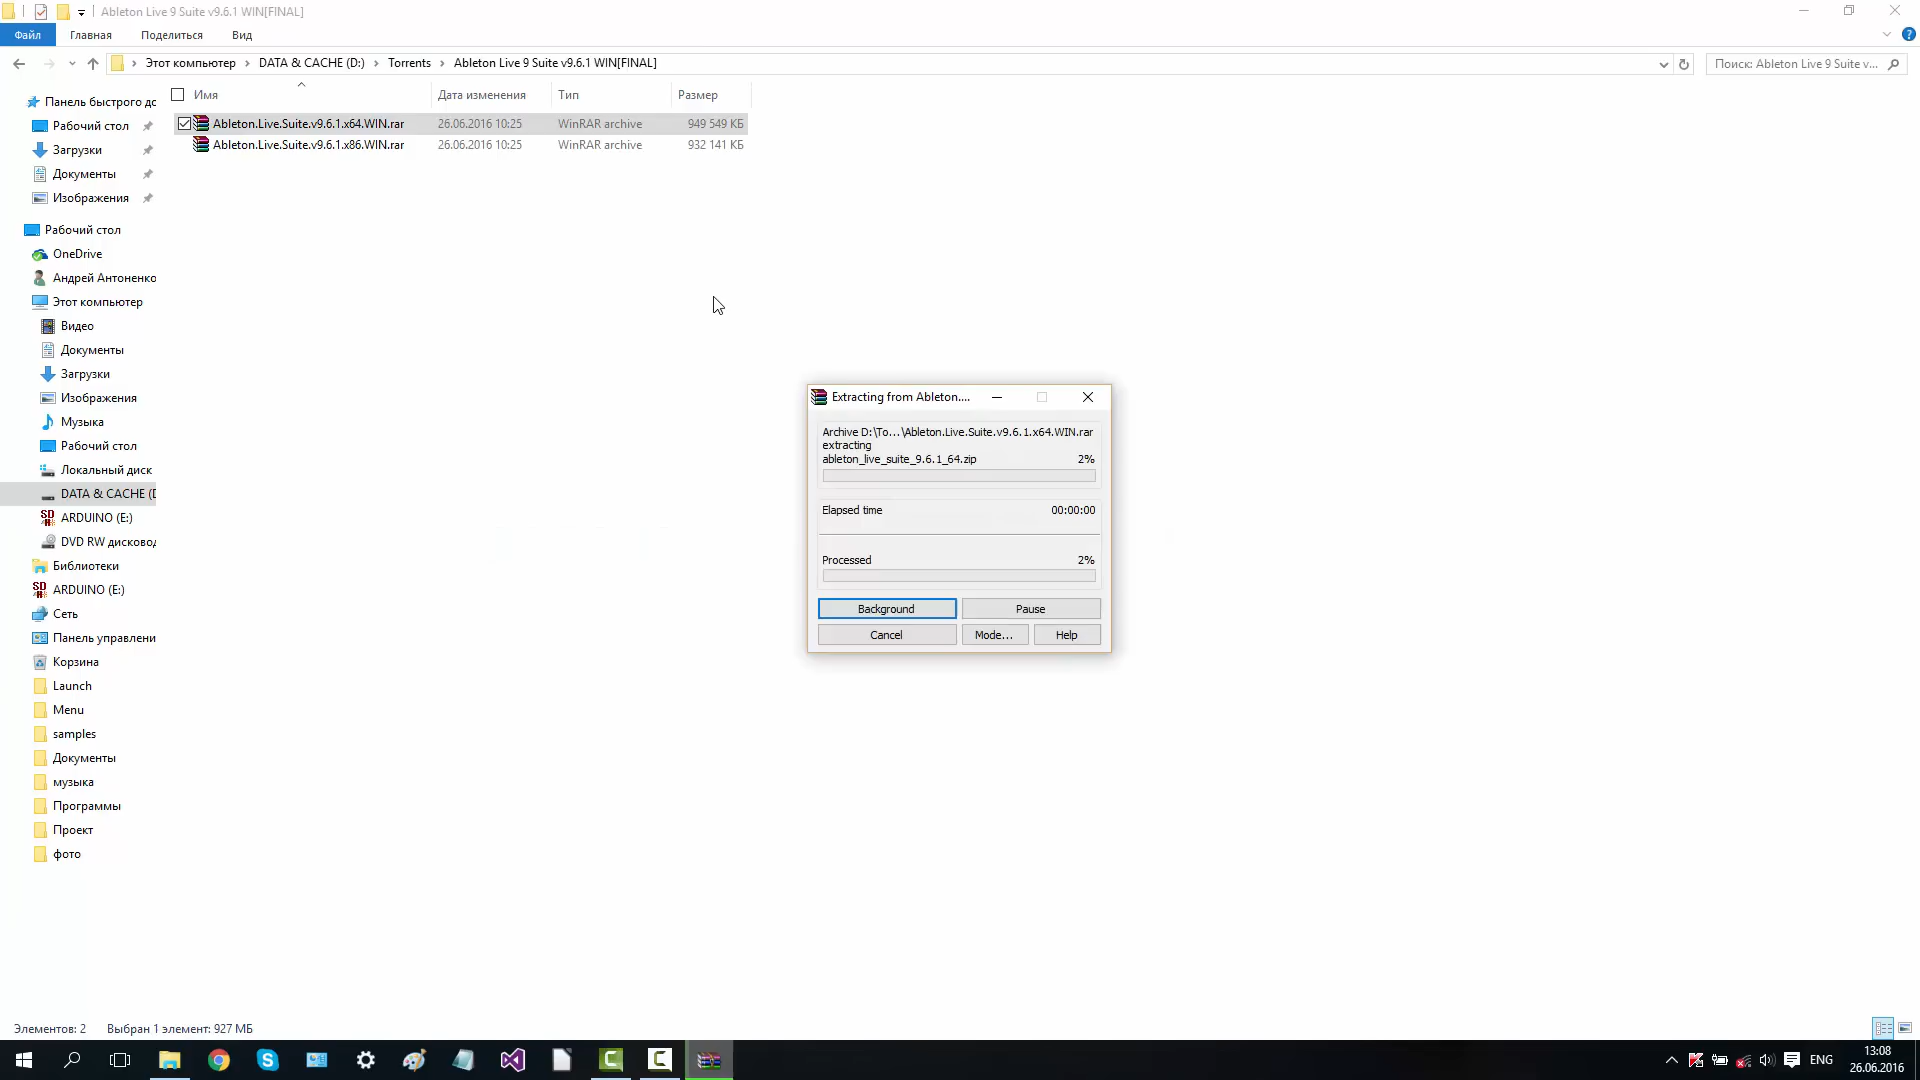 Ableton Live 9 Suite v9.6.1 WIN[FINAL]
Файл Главная Поделиться Вид
Этот компьютер DATA & CACHE (D:) Torrents Ableton Live 9 Suite v9.6.1 WIN[FINAL]
Поиск: Ableton Live 9 Suite v...
Имя Дата изменения Тип Размер
Ableton.Live.Suite.v9.6.1.x64.WIN.rar 26.06.2016 10:25 WinRAR archive 949 549 КБ
Ableton.Live.Suite.v9.6.1.x86.WIN.rar 26.06.2016 10:25 WinRAR archive 932 141 КБ
Панель быстрого дс
Рабочий стол
Загрузки
Документы
Изображения
Рабочий стол
OneDrive
Андрей Антоненко
Этот компьютер
Видео
Документы
Загрузки
Изображения
Музыка
Рабочий стол
Локальный диск
DATA & CACHE (D
ARDUINO (E:)
DVD RW дисковод
Библиотеки
ARDUINO (E:)
Сеть
Панель управлени
Корзина
Launch
Menu
samples
Документы
музыка
Программы
Проект
фото
Extracting from Ableton....
Archive D:\To...\Ableton.Live.Suite.v9.6.1.x64.WIN.rar
extracting
ableton_live_suite_9.6.1_64.zip 2%
Elapsed time 00:00:00
Processed 2%
Background Pause
Cancel Mode... Help
Элементов: 2 Выбран 1 элемент: 927 МБ
ENG
13:08
26.06.2016